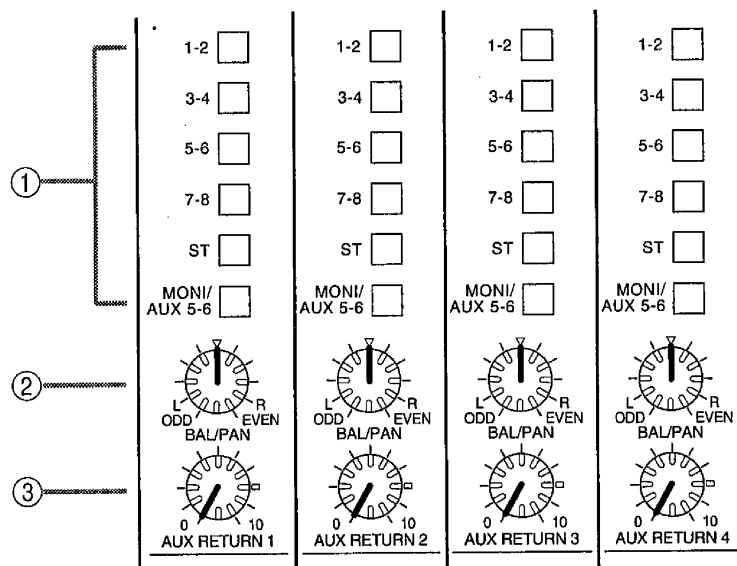 1-2 1-2 1-2 1-2
3-4 3-4 3-4 3-4
① 5-6 5-6 5-6 5-6
7-8 7-8 7-8 7-8
ST ST ST ST
MONI/ MONI/ MONI/ MONI/
AUX 5-6 AUX 5-6 AUX 5-6 AUX 5-6
②
L R L R L R L R
ODD EVEN ODD EVEN ODD EVEN ODD EVEN
BAL/PAN BAL/PAN BAL/PAN BAL/PAN
③
0 10 0 10 0 10 0 10
AUX RETURN 1 AUX RETURN 2 AUX RETURN 3 AUX RETURN 4